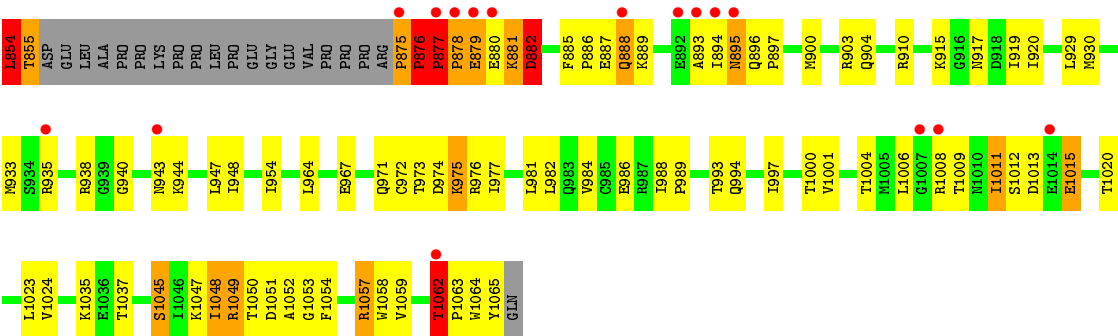 L854 T855 ASP GLU LEU ALA PRO PRO LYS PRO PRO LEU PRO GLU GLY GLU VAL PRO PRO PRO ARG P875 P876 P877 P878 E879 E880 K881 D882 F885 P886 E887 Q888 K889 E892 A893 I894 N895 Q896 P897 M900 R903 Q904 R910 K915 G916 N917 D918 I919 I920 L929 M930
M933 S934 R935 R938 G939 G940 N943 K944 L947 I948 I954 L964 E967 Q971 C972 T973 D974 K975 R976 I977 L981 L982 Q983 V984 C985 E986 R987 I988 P989 T993 Q994 I997 T1000 V1001 T1004 M1005 L1006 G1007 R1008 T1009 N1010 I1011 S1012 D1013 E1014 E1015 T1020
L1023 V1024 K1035 E1036 T1037 S1045 I1046 K1047 I1048 R1049 T1050 D1051 A1052 G1053 F1054 R1057 W1058 V1059 T1062 P1063 W1064 Y1065 GLN